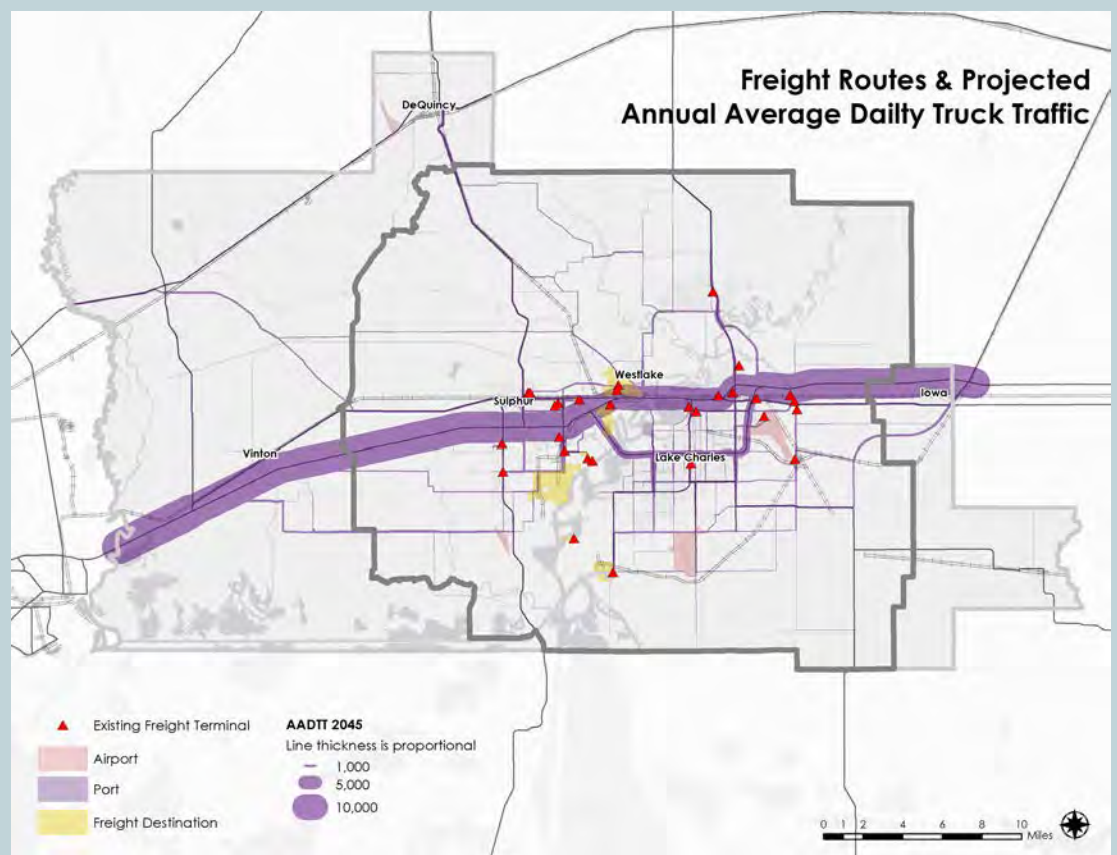 Freight Routes & Projected
Annual Average Dailty Truck Traffic
DeQuincy
Westlake
Sulphur
Iowa
Vinton
Lake Charles
Existing Freight Terminal
Airport
Port
Freight Destination
AADTT 2045
Line thickness is proportional
1,000
5,000
10,000
0 1 2 4 6 8 10
Miles